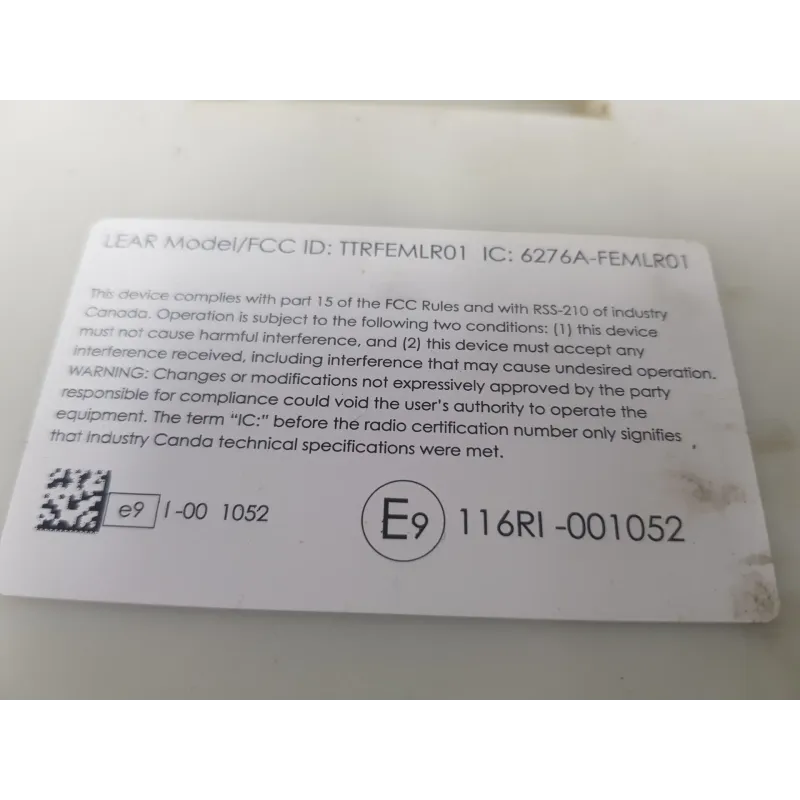 LEAR Model/FCC ID: TTRFEMLR01 IC: 6276A-FEMLR01
This device complies with part 15 of the FCC Rules and with RSS-210 of industry
Canada. Operation is subject to the following two conditions: (1) this device
must not cause harmful interference, and (2) this device must accept any
interference received, including interference that may cause undesired operation.
WARNING: Changes or modifications not expressively approved by the party
responsible for compliance could void the user's authority to operate the
equipment. The term "IC:" before the radio certification number only signifies
that Industry Canda technical specifications were met.
e9 I-00 1052
E9 116RI -001052